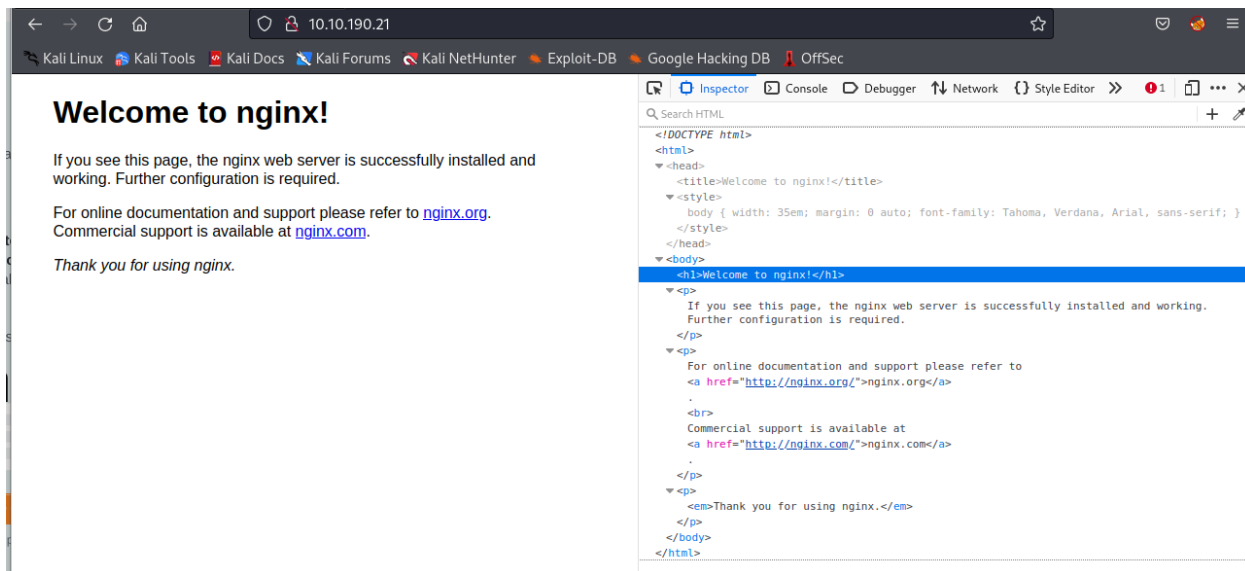 10.10.190.21
Kali Linux Kali Tools Kali Docs Kali Forums Kali NetHunter Exploit-DB Google Hacking DB OffSec
Welcome to nginx!
If you see this page, the nginx web server is successfully installed and
working. Further configuration is required.
For online documentation and support please refer to nginx.org.
Commercial support is available at nginx.com.
Thank you for using nginx.
Inspector Console Debugger Network {} Style Editor 1
Search HTML
<!DOCTYPE html>
<html>
<head>
<title>Welcome to nginx!</title>
<style>
body { width: 35em; margin: 0 auto; font-family: Tahoma, Verdana, Arial, sans-serif; }
</style>
</head>
<body>
<h1>Welcome to nginx!</h1>
<p>
If you see this page, the nginx web server is successfully installed and working.
Further configuration is required.
</p>
<p>
For online documentation and support please refer to
<a href="http://nginx.org/">nginx.org</a>
.
<br>
Commercial support is available at
<a href="http://nginx.com/">nginx.com</a>
.
</p>
<p>
<em>Thank you for using nginx.</em>
</p>
</body>
</html>